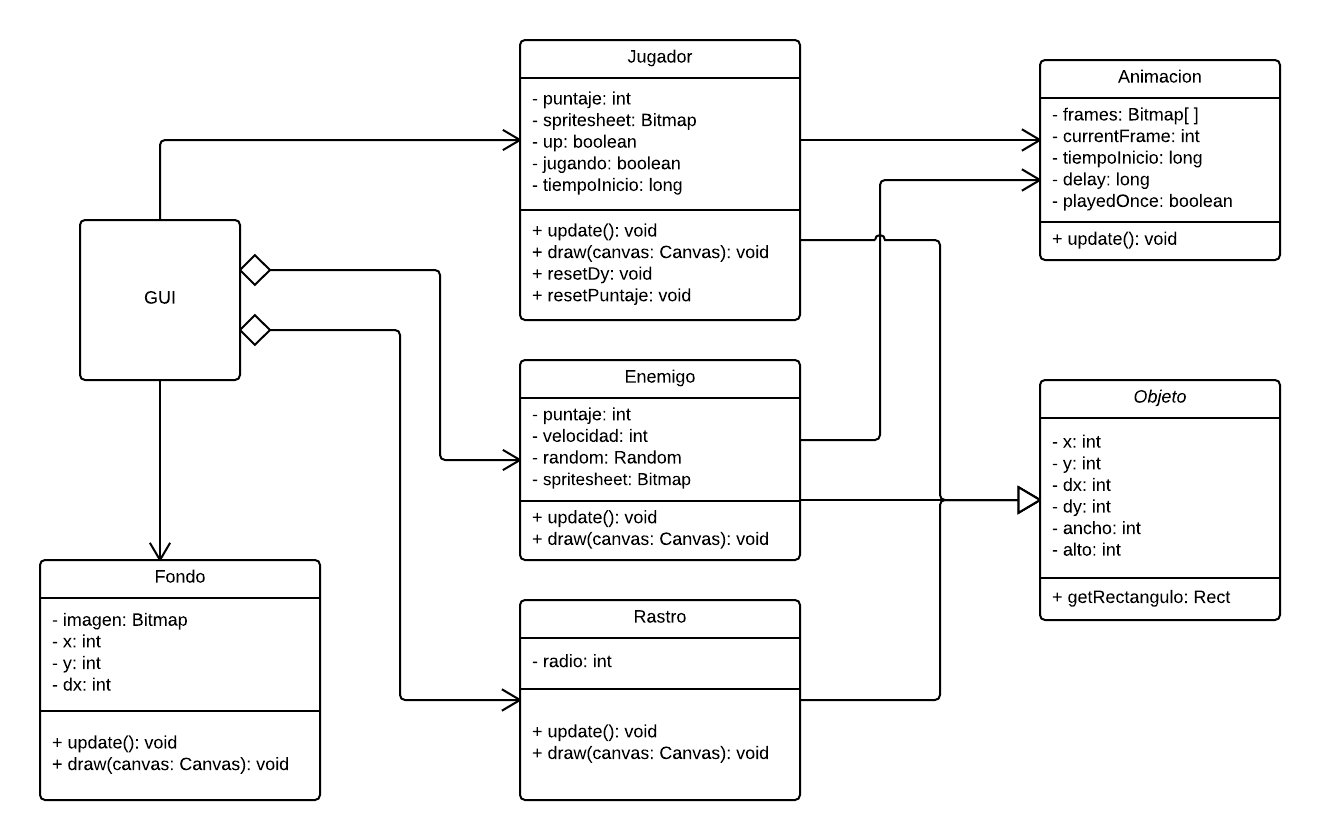 Jugador
- puntaje: int
- spritesheet: Bitmap
- up: boolean
- jugando: boolean
- tiempoInicio: long
+ update(): void
+ draw(canvas: Canvas): void
+ resetDy: void
+ resetPuntaje: void
Animacion
- frames: Bitmap[ ]
- currentFrame: int
- tiempoInicio: long
- delay: long
- playedOnce: boolean
+ update(): void
GUI
Enemigo
- puntaje: int
- velocidad: int
- random: Random
- spritesheet: Bitmap
+ update(): void
+ draw(canvas: Canvas): void
Objeto
- x: int
- y: int
- dx: int
- dy: int
- ancho: int
- alto: int
+ getRectangulo: Rect
Fondo
- imagen: Bitmap
- x: int
- y: int
- dx: int
+ update(): void
+ draw(canvas: Canvas): void
Rastro
- radio: int
+ update(): void
+ draw(canvas: Canvas): void